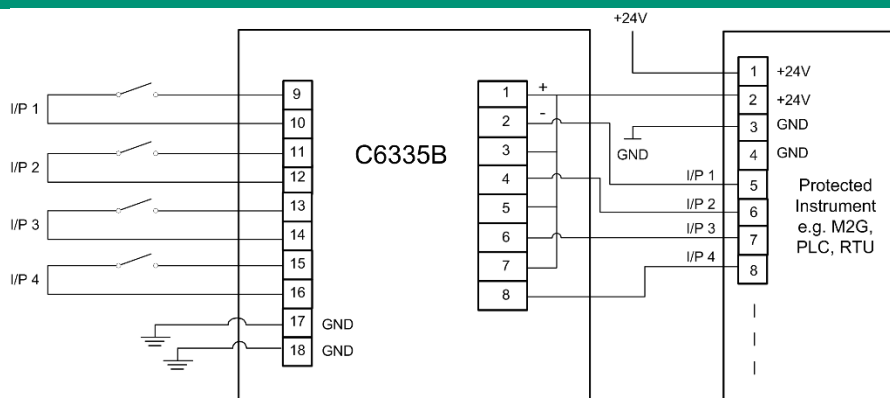 +24V
I/P 1
I/P 2
I/P 3
I/P 4
9
10
11
12
13
14
15
16
17 GND
18 GND
C6335B
1 +
2 -
3
4
5
6
7
8
GND
I/P 1
I/P 2
I/P 3
I/P 4
1 +24V
2 +24V
3 GND
4 GND
5
6
7
8
Protected
Instrument
e.g. M2G,
PLC, RTU